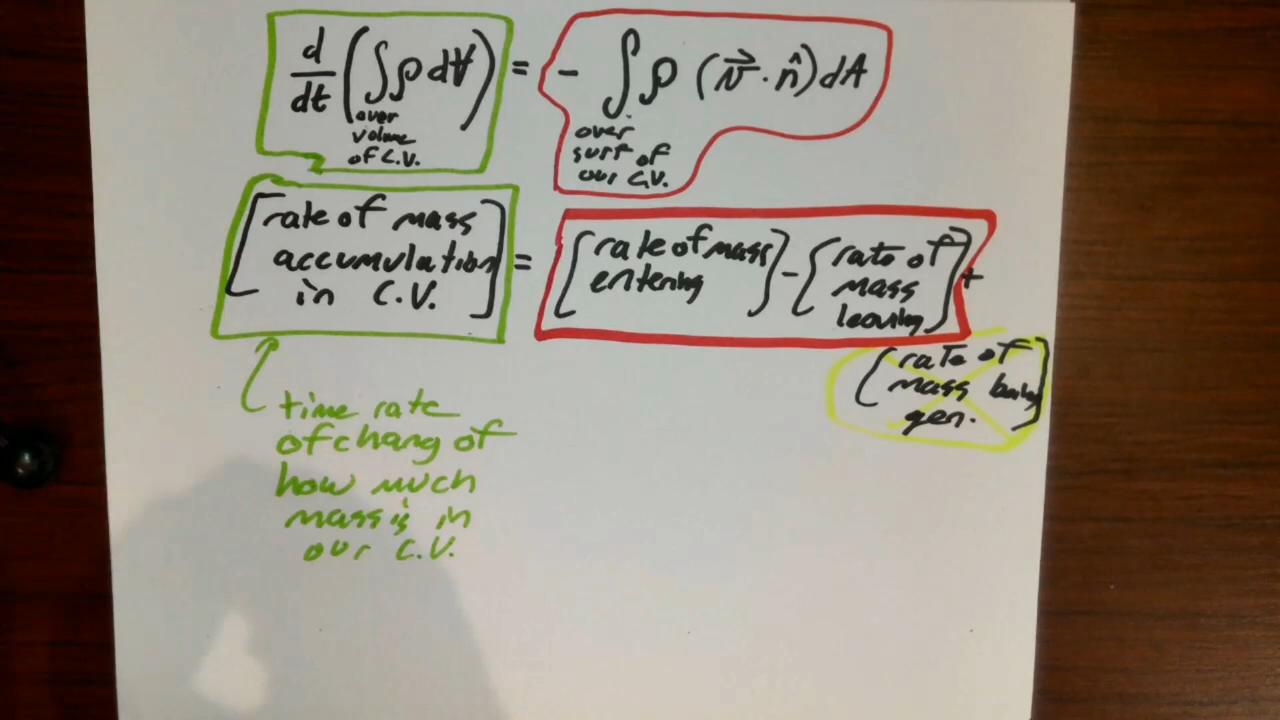 d/dt (∫ρ dV) = - ∫ρ (v⃗ · n̂) dA
over
volume
of C.V.
over
surf of
our C.V.
[rate of mass
accumulation
in C.V.] =
[rate of mass
entering] -
[rate of
mass
leaving] +
[rate of
mass being
gen.]
time rate
of chang of
how much
mass is in
our C.V.